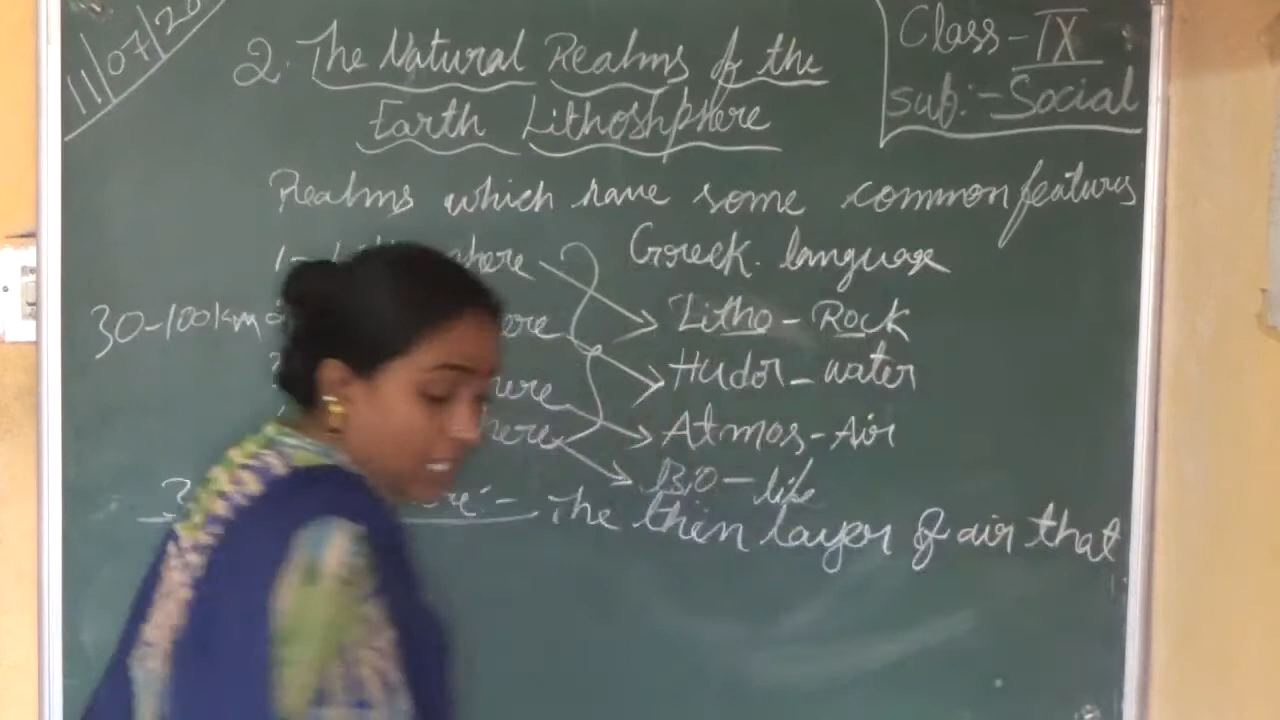 11/07/20
Class-IX
Sub:-Social
2. The Natural Realms of the
Earth Lithoshphere
Realms which have some common features
Greek. language
30-100km
Litho-Rock
Hudor-water
Atmos-Air
BIO-life
3 The thin layer of air that